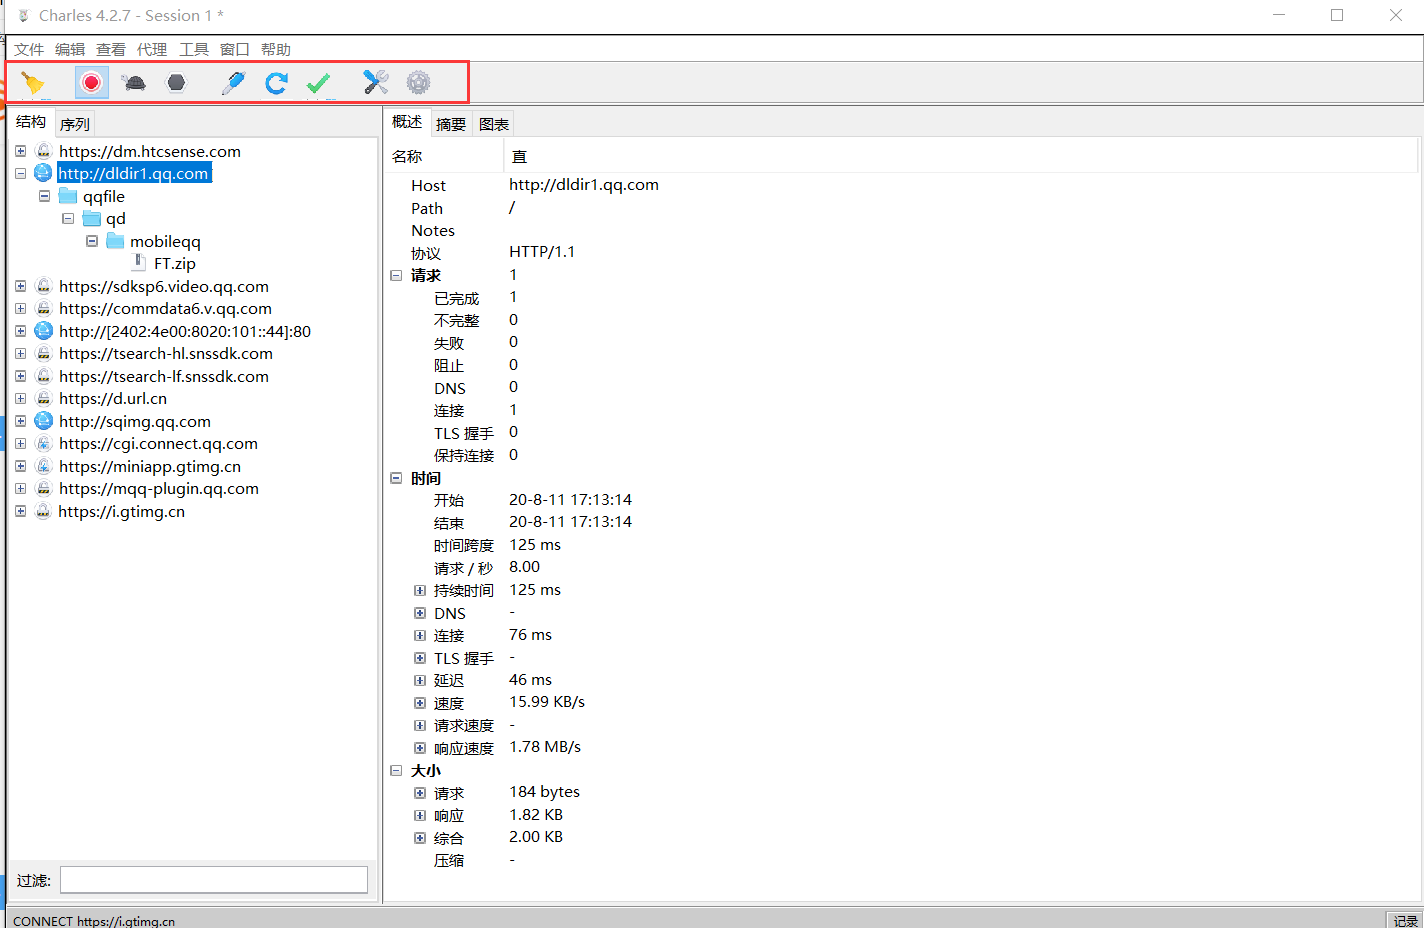 Charles 4.2.7 - Session 1 *
文件 编辑 查看 代理 工具 窗口 帮助
结构 序列
https://dm.htcsense.com
http://dldir1.qq.com
qqfile
qd
mobileqq
FT.zip
https://sdksp6.video.qq.com
https://commdata6.v.qq.com
http://[2402:4e00:8020:101::44]:80
https://tsearch-hl.snssdk.com
https://tsearch-lf.snssdk.com
https://d.url.cn
http://sqimg.qq.com
https://cgi.connect.qq.com
https://miniapp.gtimg.cn
https://mqq-plugin.qq.com
https://i.gtimg.cn
过滤:
概述 摘要 图表
名称 直
Host http://dldir1.qq.com
Path /
Notes
协议 HTTP/1.1
请求 1
已完成 1
不完整 0
失败 0
阻止 0
DNS 0
连接 1
TLS 握手 0
保持连接 0
时间
开始 20-8-11 17:13:14
结束 20-8-11 17:13:14
时间跨度 125 ms
请求 / 秒 8.00
持续时间 125 ms
DNS -
连接 76 ms
TLS 握手 -
延迟 46 ms
速度 15.99 KB/s
请求速度 -
响应速度 1.78 MB/s
大小
请求 184 bytes
响应 1.82 KB
综合 2.00 KB
压缩 -
CONNECT https://i.gtimg.cn
记录